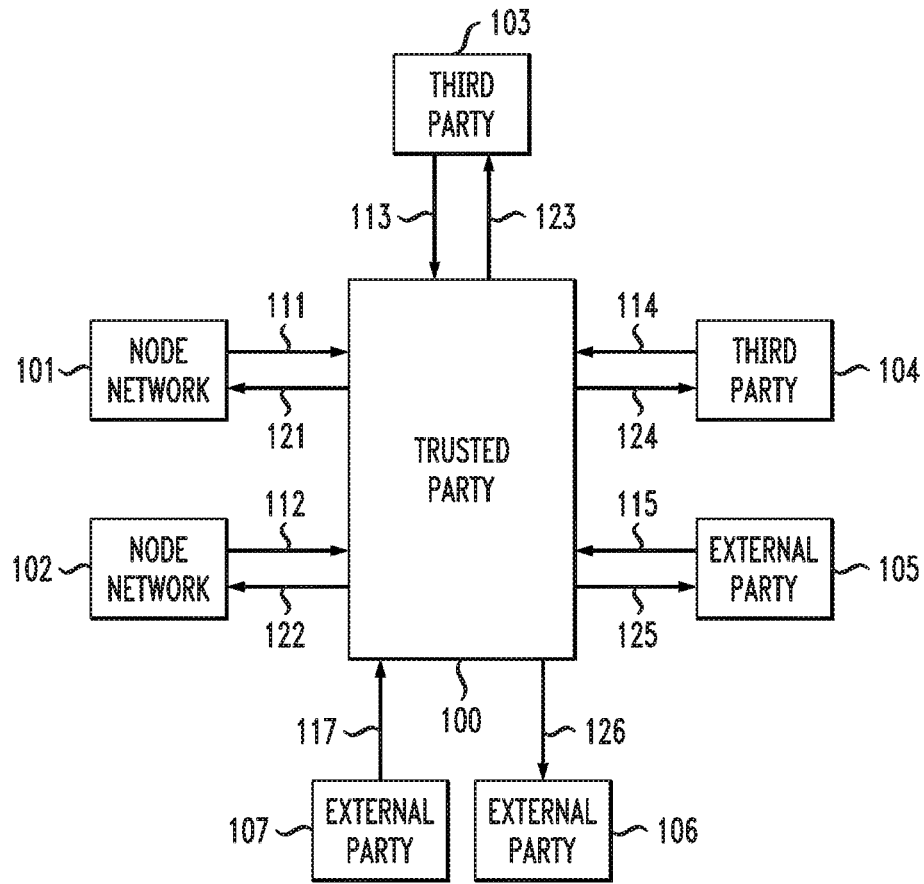 103
THIRD
PARTY
113
123
111
114
101
NODE
NETWORK
THIRD
PARTY
104
121
124
TRUSTED
PARTY
112
115
102
NODE
NETWORK
EXTERNAL
PARTY
105
122
125
100
117
126
107
EXTERNAL
PARTY
EXTERNAL
PARTY
106